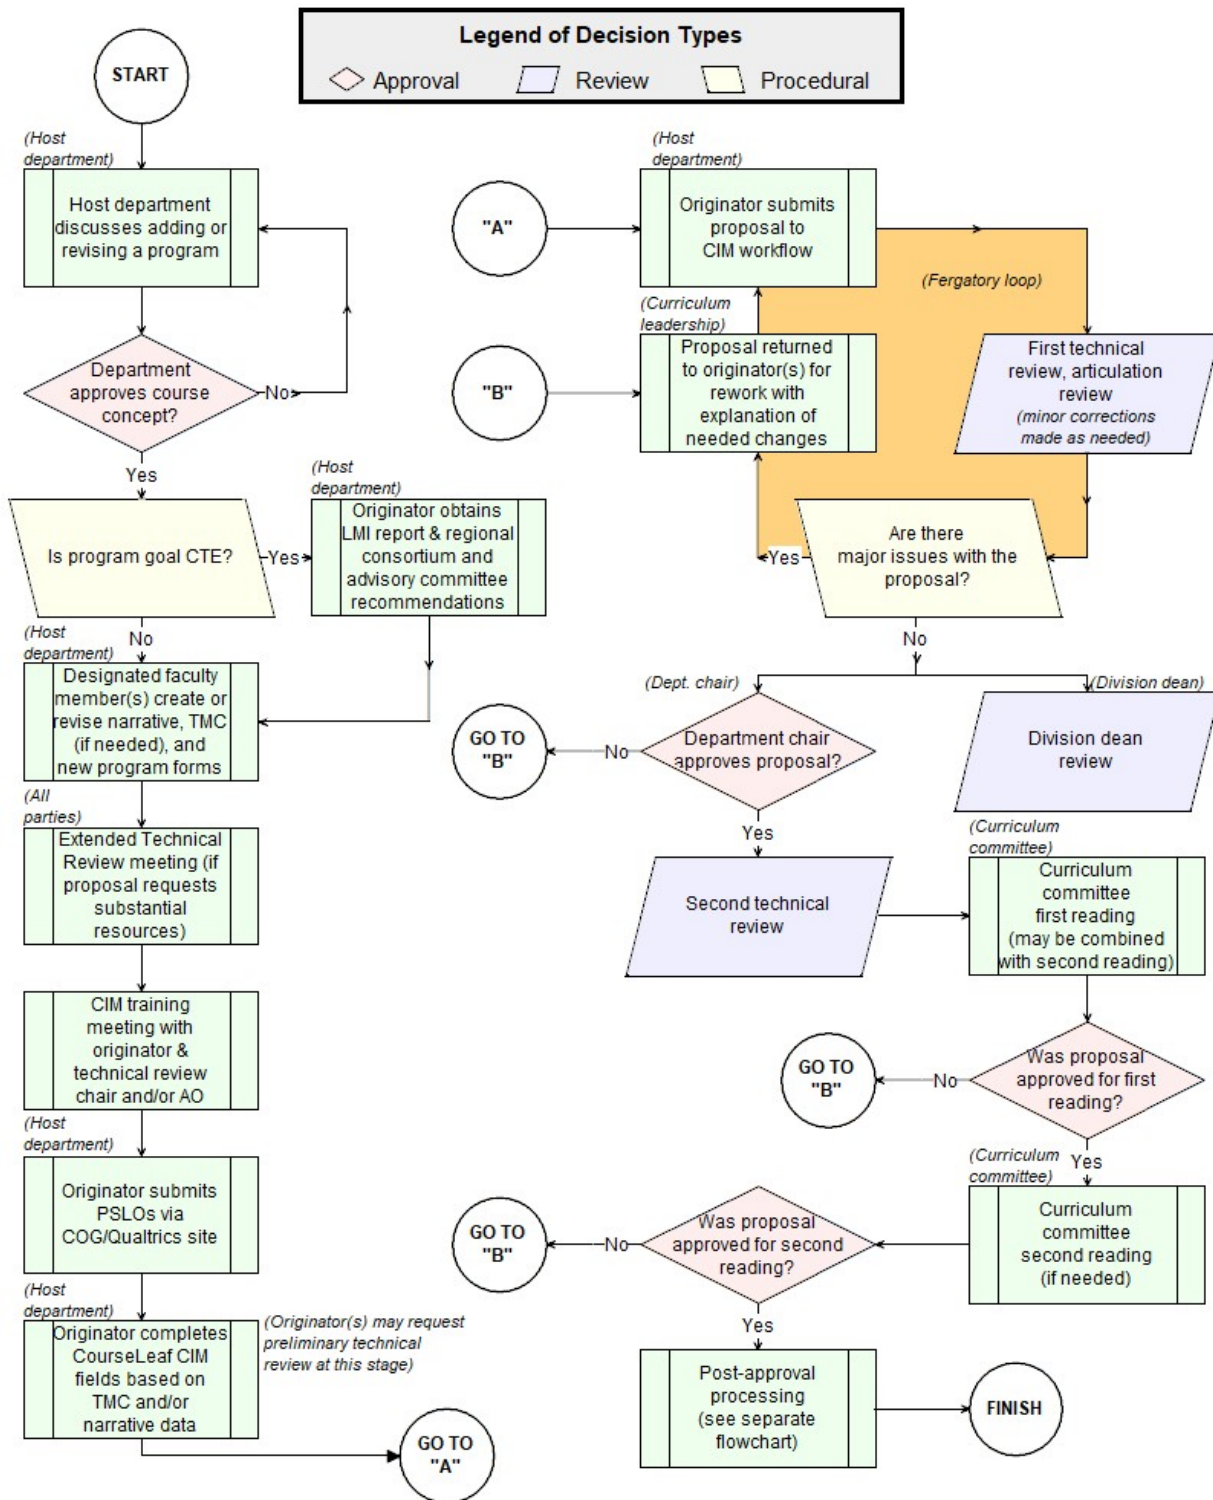 Legend of Decision Types
Approval
Review
Procedural
START
(Host
department)
Host department
discusses adding or
revising a program
Department
approves course
concept?
No
Yes
Is program goal CTE?
Yes
No
(Host
department)
Originator obtains
LMI report & regional
consortium and
advisory committee
recommendations
(Host
department)
Designated faculty
member(s) create or
revise narrative, TMC
(if needed), and
new program forms
(All
parties)
Extended Technical
Review meeting (if
proposal requests
substantial
resources)
CIM training
meeting with
originator &
technical review
chair and/or AO
(Host
department)
Originator submits
PSLOs via
COG/Qualtrics site
(Host
department)
Originator completes
CourseLeaf CIM
fields based on
TMC and/or
narrative data
(Originator(s) may request
preliminary technical
review at this stage)
GO TO
"A"
"A"
(Host
department)
Originator submits
proposal to
CIM workflow
(Fergatory loop)
"B"
(Curriculum
leadership)
Proposal returned
to originator(s) for
rework with
explanation of
needed changes
First technical
review, articulation
review
(minor corrections
made as needed)
Are there
major issues with the
proposal?
Yes
No
(Dept. chair)
Department chair
approves proposal?
No
GO TO
"B"
Yes
(Division dean)
Division dean
review
Second technical
review
(Curriculum
committee)
Curriculum
committee
first reading
(may be combined
with second reading)
Was proposal
approved for first
reading?
No
GO TO
"B"
Yes
(Curriculum
committee)
Curriculum
committee
second reading
(if needed)
Was proposal
approved for second
reading?
No
GO TO
"B"
Yes
Post-approval
processing
(see separate
flowchart)
FINISH